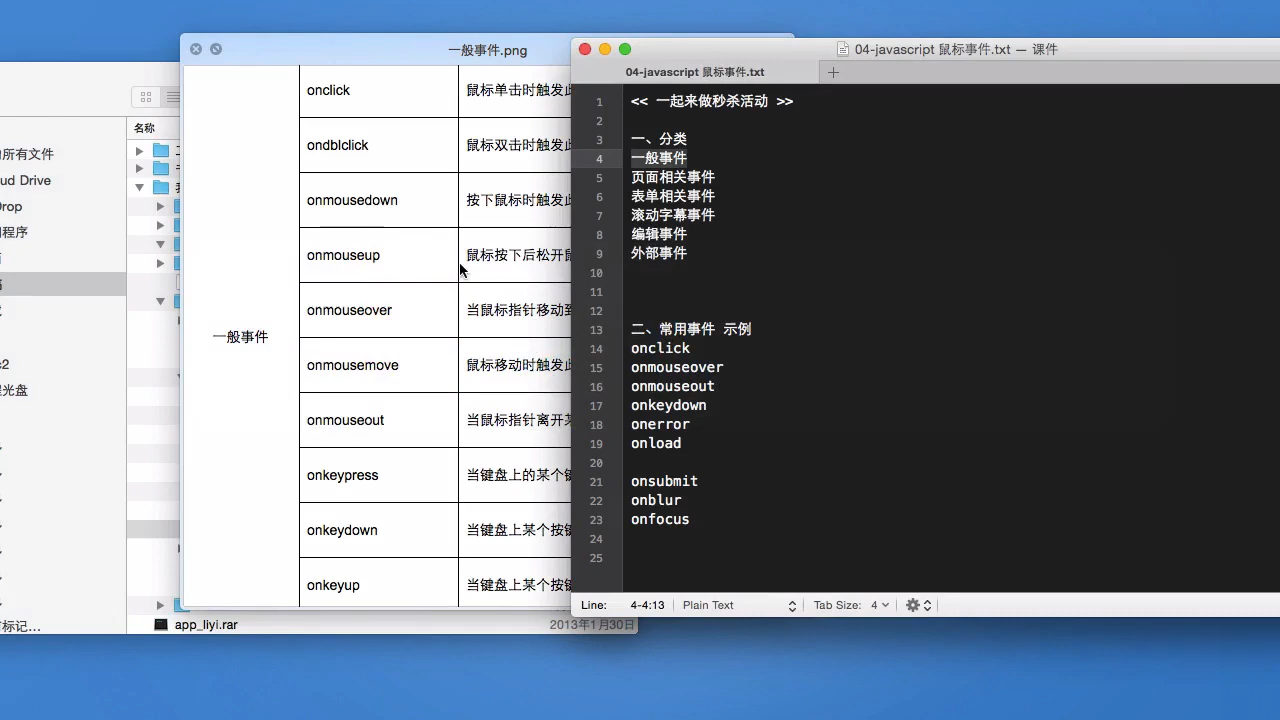 一般事件.png
名称
所有文件
ud Drive
rop
程序
c2
光盘
标记...
app_liyi.rar
2013年1月30日
一般事件
onclick
鼠标单击时触发
ondblclick
鼠标双击时触发
onmousedown
按下鼠标时触发
onmouseup
鼠标按下后松开
onmouseover
当鼠标指针移动
onmousemove
鼠标移动时触发
onmouseout
当鼠标指针离开
onkeypress
当键盘上的某个
onkeydown
当键盘上某个按
onkeyup
当键盘上某个按
04-javascript 鼠标事件.txt — 课件
04-javascript 鼠标事件.txt
1 << 一起来做秒杀活动 >>
2
3 一、分类
4 一般事件
5 页面相关事件
6 表单相关事件
7 滚动字幕事件
8 编辑事件
9 外部事件
10
11
12
13 二、常用事件 示例
14 onclick
15 onmouseover
16 onmouseout
17 onkeydown
18 onerror
19 onload
20
21 onsubmit
22 onblur
23 onfocus
24
25
Line: 4-4:13 Plain Text Tab Size: 4